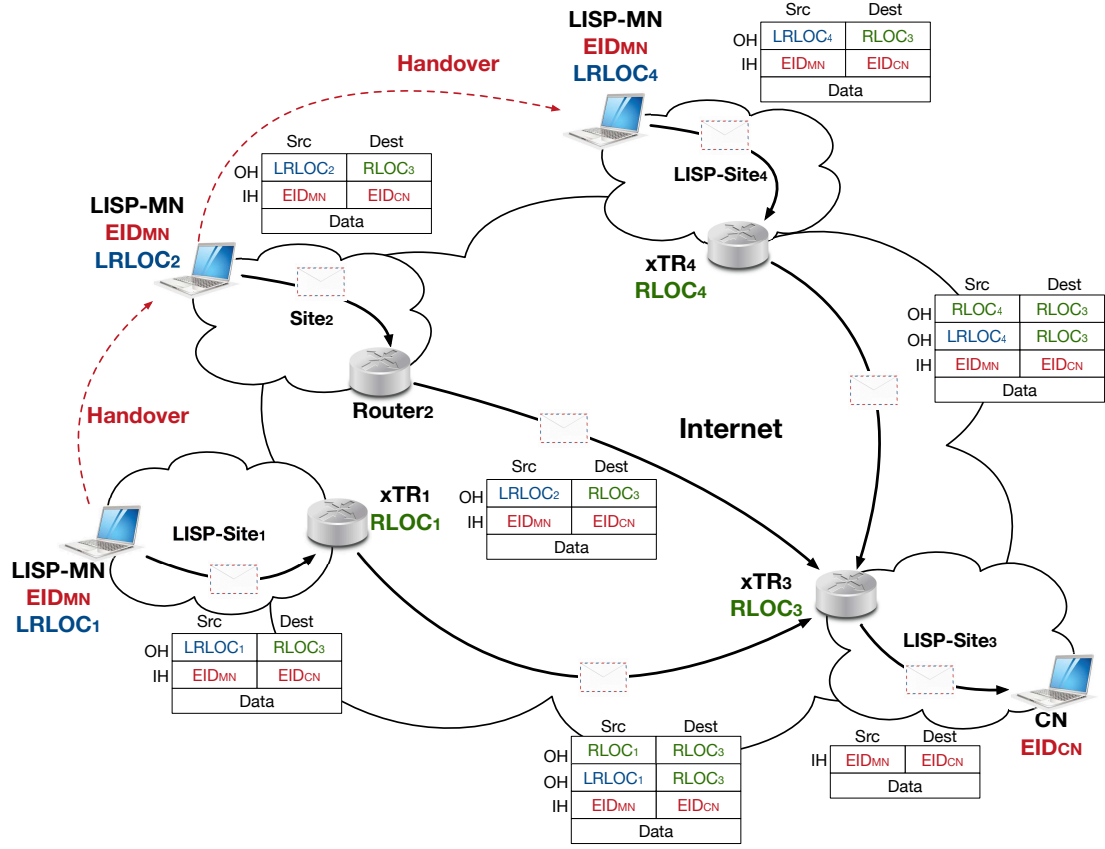 LISP-MN
EIDMN
LRLOC4
Src Dest
OH LRLOC4 RLOC3
IH EIDMN EIDCN
Data
Handover
LISP-Site4
Src Dest
OH LRLOC2 RLOC3
IH EIDMN EIDCN
Data
LISP-MN
EIDMN
LRLOC2
Site2
Router2
xTR4
RLOC4
Src Dest
OH RLOC4 RLOC3
OH LRLOC4 RLOC3
IH EIDMN EIDCN
Data
Handover
Internet
Src Dest
OH LRLOC2 RLOC3
IH EIDMN EIDCN
Data
xTR1
RLOC1
LISP-Site1
LISP-MN
EIDMN
LRLOC1
Src Dest
OH LRLOC1 RLOC3
IH EIDMN EIDCN
Data
xTR3
RLOC3
LISP-Site3
CN
EIDCN
Src Dest
OH RLOC1 RLOC3
OH LRLOC1 RLOC3
IH EIDMN EIDCN
Data
Src Dest
IH EIDMN EIDCN
Data